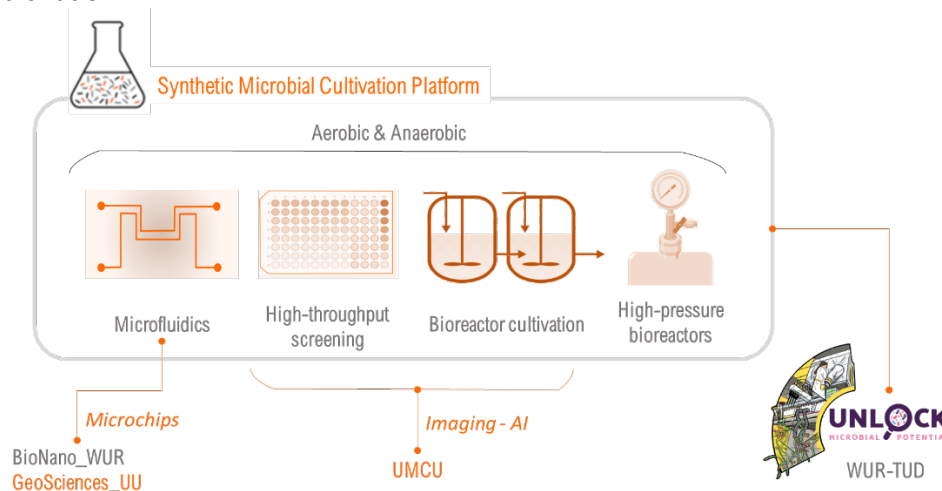 Synthetic Microbial Cultivation Platform
Aerobic & Anaerobic
Microfluidics
High-throughput
screening
Bioreactor cultivation
High-pressure
bioreactors
Microchips
Imaging - AI
BioNano_WUR
GeoSciences_UU
UMCU
UNLOCK
MICROBIAL POTENTIA
WUR-TUD